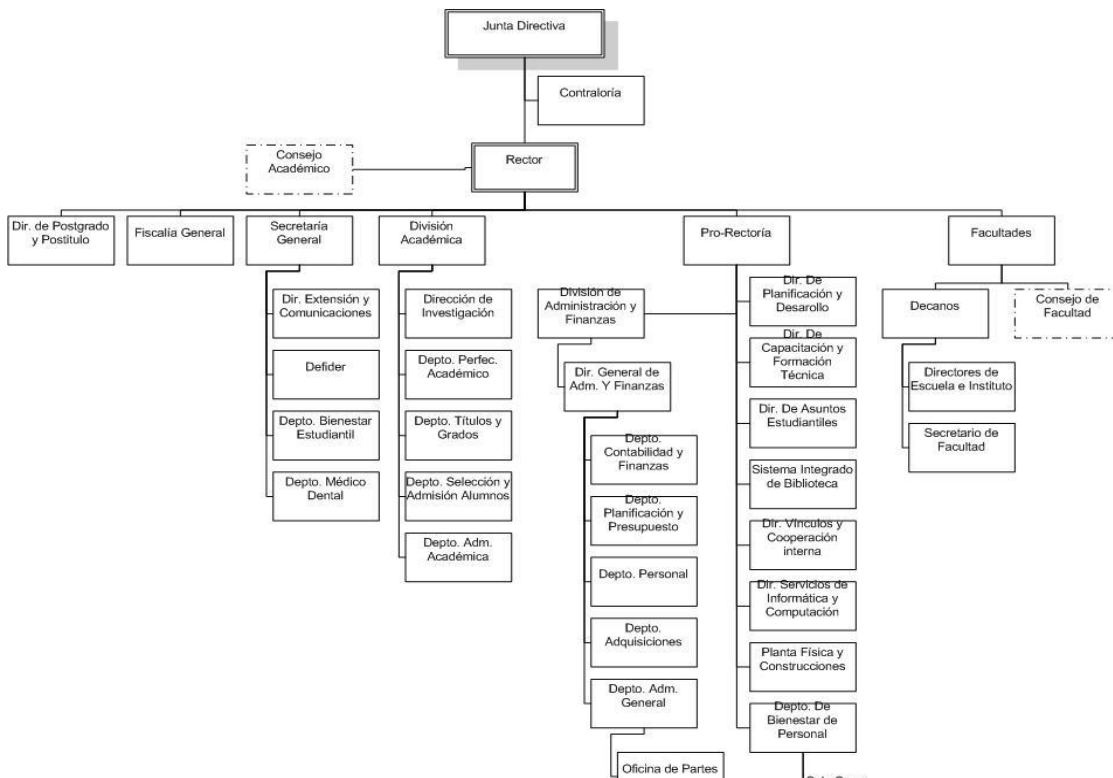 Junta Directiva
Contraloría
Consejo
Académico
Rector
Dir. de Postgrado
y Postitulo
Fiscalía General
Secretaría
General
División
Académica
Pro-Rectoría
Facultades
Dir. Extensión y
Comunicaciones
Defider
Depto. Bienestar
Estudiantil
Depto. Médico
Dental
Dirección de
Investigación
Depto. Perfec.
Académico
Depto. Títulos y
Grados
Depto. Selección y
Admisión Alumnos
Depto. Adm.
Académica
División de
Administración y
Finanzas
Dir. General de
Adm. Y Finanzas
Depto.
Contabilidad y
Finanzas
Depto.
Planificación y
Presupuesto
Depto. Personal
Depto.
Adquisiciones
Depto. Adm.
General
Oficina de Partes
Dir. De
Planificación y
Desarollo
Dir. De
Capacitación y
Formación
Técnica
Dir. De Asuntos
Estudiantiles
Sistema Integrado
de Biblioteca
Dir. Vínculos y
Cooperación
interna
Dir. Servicios de
Informática y
Computación
Planta Física y
Construcciones
Depto. De
Bienestar de
Personal
Decanos
Consejo de
Facultad
Directores de
Escuela e Instituto
Secretario de
Facultad